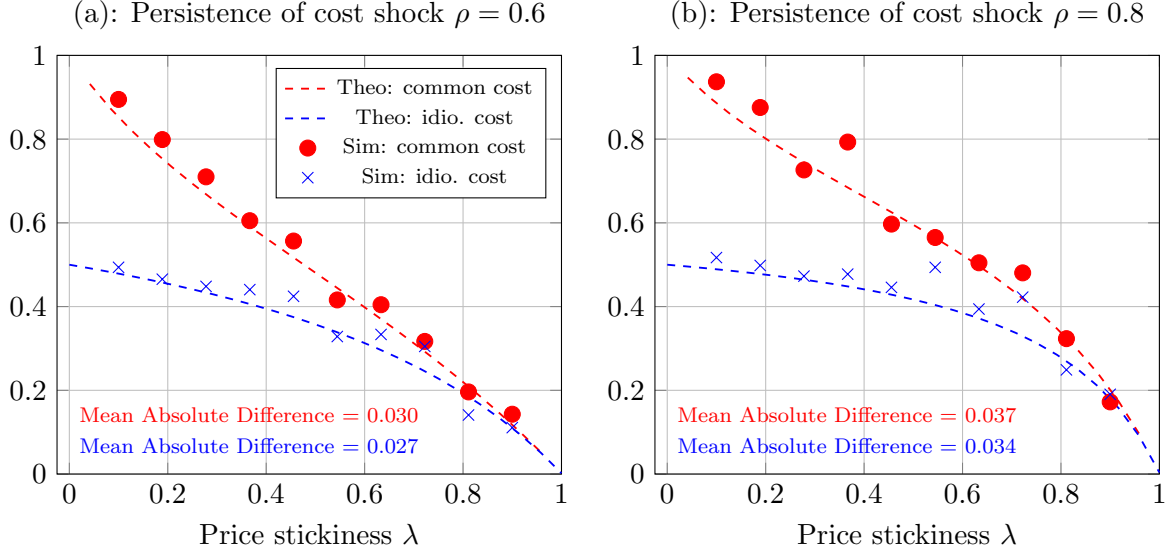 (a): Persistence of cost shock ρ = 0.6
1
0.8
0.6
0.4
0.2
0
0 0.2 0.4 0.6 0.8 1
Theo: common cost
Theo: idio. cost
Sim: common cost
Sim: idio. cost
Mean Absolute Difference = 0.030
Mean Absolute Difference = 0.027
Price stickiness λ
(b): Persistence of cost shock ρ = 0.8
1
0.8
0.6
0.4
0.2
0
0 0.2 0.4 0.6 0.8 1
Mean Absolute Difference = 0.037
Mean Absolute Difference = 0.034
Price stickiness λ